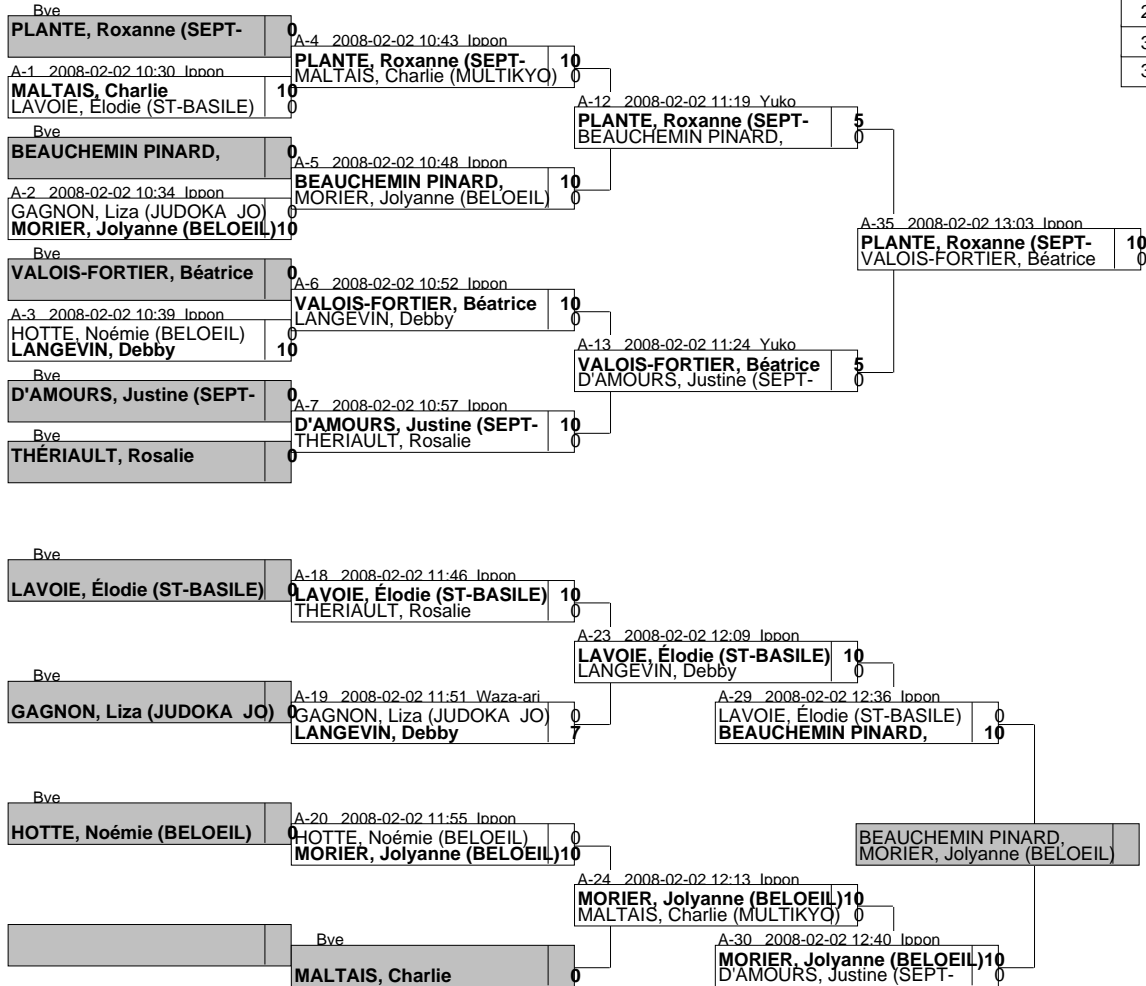 Bye
PLANTE, Roxanne (SEPT- 0
A-1 2008-02-02 10:30 Ippon
MALTAIS, Charlie 10
LAVOIE, Élodie (ST-BASILE) 0
Bye
BEAUCHEMIN PINARD, 0
A-2 2008-02-02 10:34 Ippon
GAGNON, Liza (JUDOKA JO) 0
MORIER, Jolyanne (BELOEIL) 10
Bye
VALOIS-FORTIER, Béatrice 0
A-3 2008-02-02 10:39 Ippon
HOTTE, Noémie (BELOEIL) 0
LANGEVIN, Debby 10
Bye
D'AMOURS, Justine (SEPT- 0
Bye
THÉRIAULT, Rosalie 0
A-4 2008-02-02 10:43 Ippon
PLANTE, Roxanne (SEPT- 10
MALTAIS, Charlie (MULTIKYO) 0
A-5 2008-02-02 10:48 Ippon
BEAUCHEMIN PINARD, 10
MORIER, Jolyanne (BELOEIL) 0
A-6 2008-02-02 10:52 Ippon
VALOIS-FORTIER, Béatrice 10
LANGEVIN, Debby 0
A-7 2008-02-02 10:57 Ippon
D'AMOURS, Justine (SEPT- 10
THÉRIAULT, Rosalie 0
A-12 2008-02-02 11:19 Yuko
PLANTE, Roxanne (SEPT- 5
BEAUCHEMIN PINARD, 0
A-13 2008-02-02 11:24 Yuko
VALOIS-FORTIER, Béatrice 5
D'AMOURS, Justine (SEPT- 0
A-35 2008-02-02 13:03 Ippon
PLANTE, Roxanne (SEPT- 10
VALOIS-FORTIER, Béatrice 0
2
3
3
Bye
LAVOIE, Élodie (ST-BASILE) 0
Bye
GAGNON, Liza (JUDOKA JO) 0
Bye
HOTTE, Noémie (BELOEIL) 0
A-18 2008-02-02 11:46 Ippon
LAVOIE, Élodie (ST-BASILE) 10
THÉRIAULT, Rosalie 0
A-19 2008-02-02 11:51 Waza-ari
GAGNON, Liza (JUDOKA JO) 0
LANGEVIN, Debby 7
A-20 2008-02-02 11:55 Ippon
HOTTE, Noémie (BELOEIL) 0
MORIER, Jolyanne (BELOEIL) 10
Bye
MALTAIS, Charlie 0
A-23 2008-02-02 12:09 Ippon
LAVOIE, Élodie (ST-BASILE) 10
LANGEVIN, Debby 0
A-24 2008-02-02 12:13 Ippon
MORIER, Jolyanne (BELOEIL) 10
MALTAIS, Charlie (MULTIKYO) 0
A-29 2008-02-02 12:36 Ippon
LAVOIE, Élodie (ST-BASILE) 0
BEAUCHEMIN PINARD, 10
A-30 2008-02-02 12:40 Ippon
MORIER, Jolyanne (BELOEIL) 10
D'AMOURS, Justine (SEPT- 0
BEAUCHEMIN PINARD,
MORIER, Jolyanne (BELOEIL)